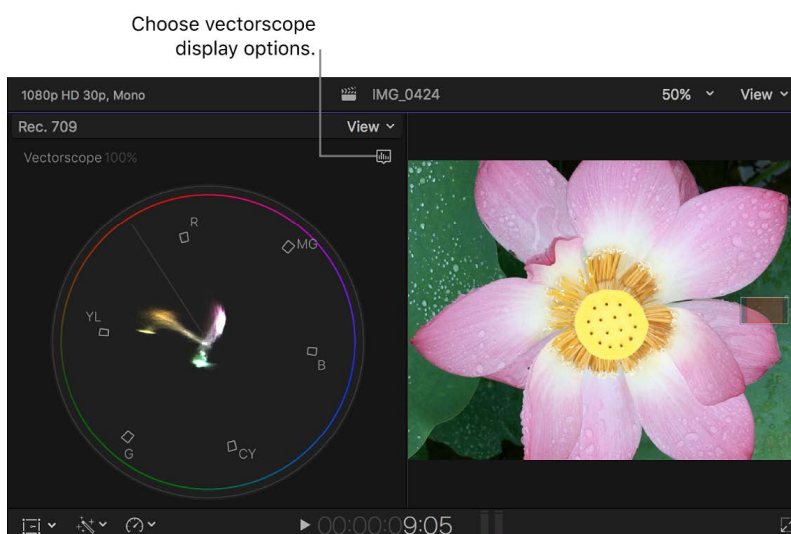 Choose vectorscope
display options.
1080p HD 30p, Mono
IMG_0424
50%
View
Rec. 709
View
Vectorscope 100%
R
MG
YL
B
G
CY
00:00:09:05